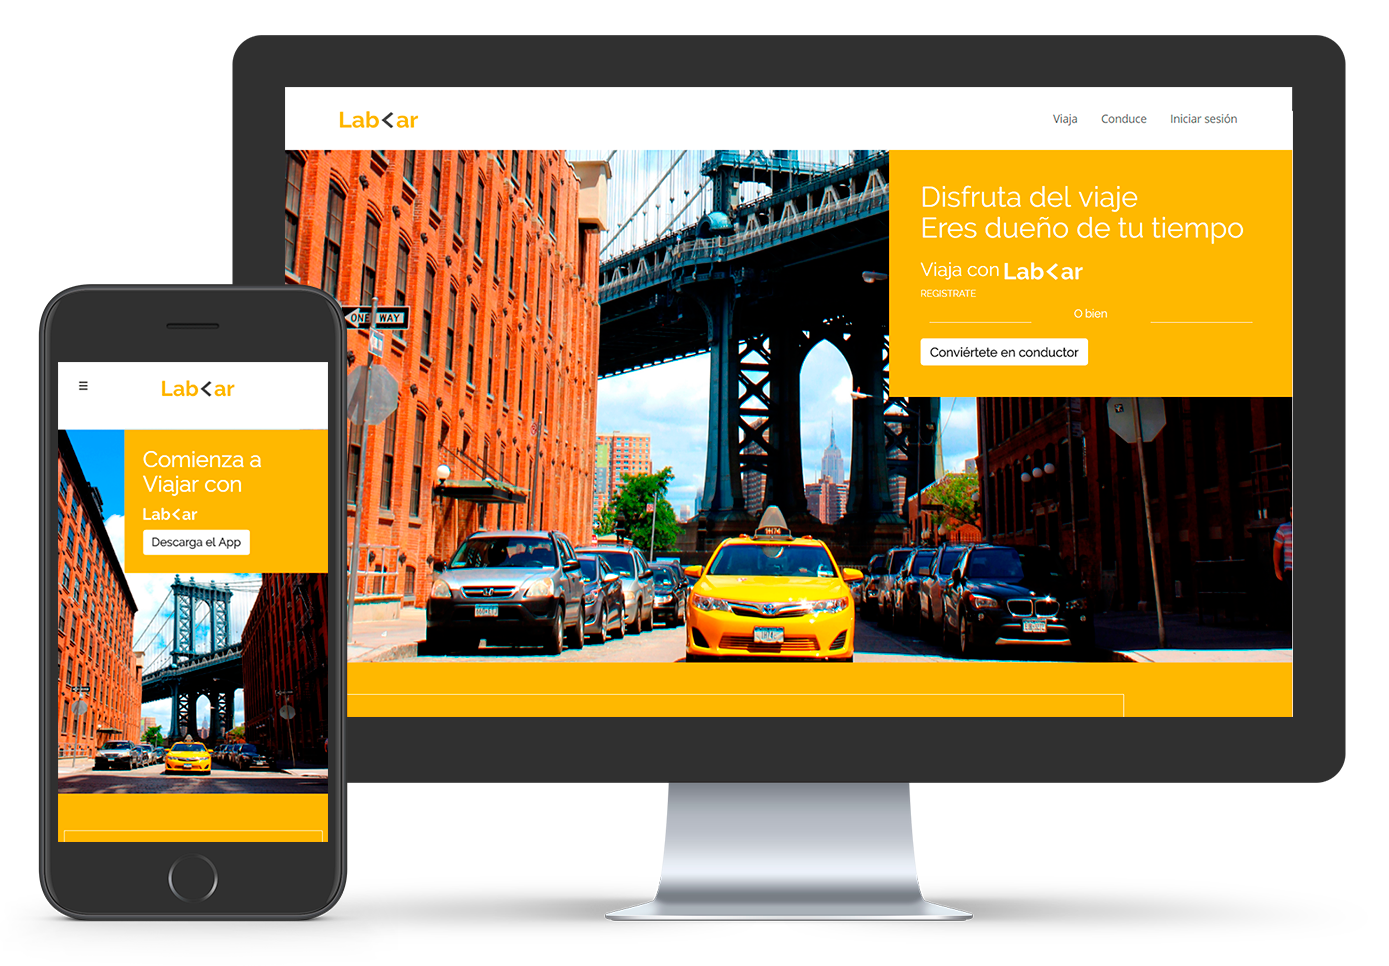 Lab<ar
Viaja Conduce Iniciar sesión
Disfruta del viaje
Eres dueño de tu tiempo
Viaja con Lab<ar
REGISTRATE
O bien
Conviértete en conductor
ONE WAY
Lab<ar
Comienza a
Viajar con
Lab<ar
Descarga el App